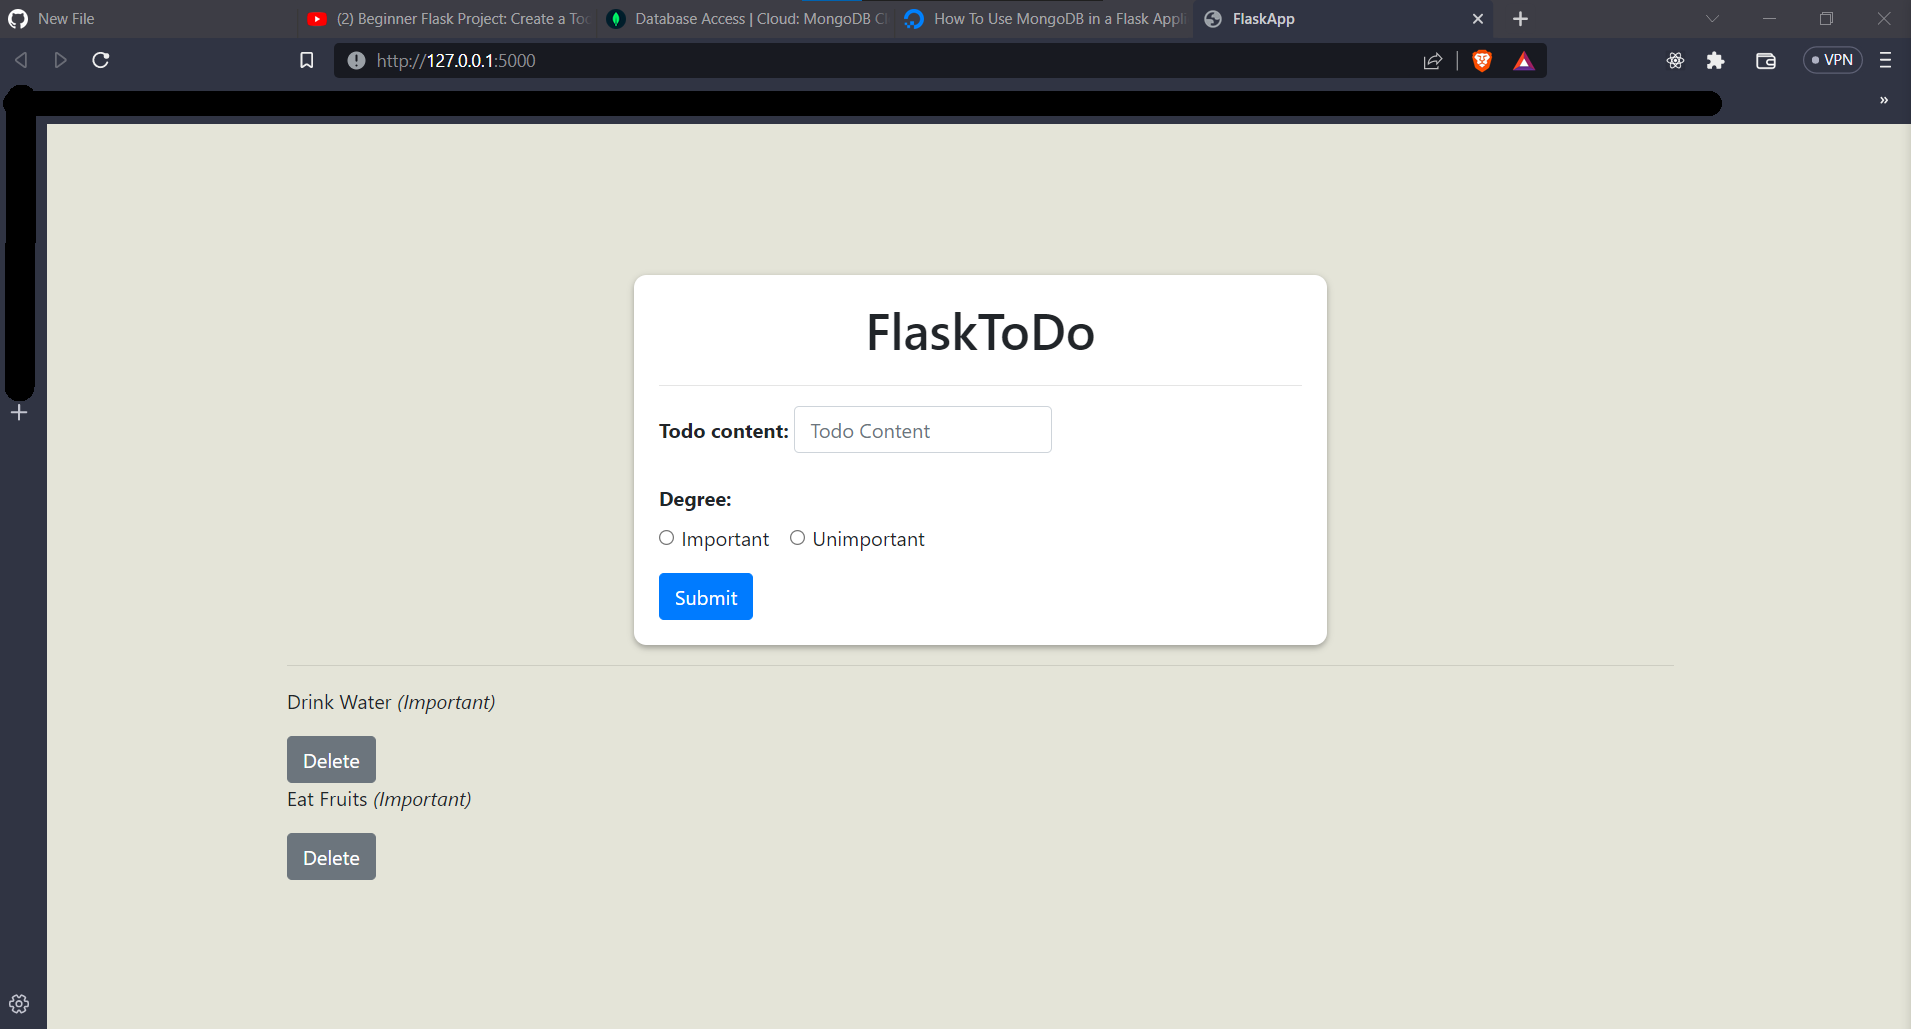 New File
(2) Beginner Flask Project: Create a Too
Database Access | Cloud: MongoDB Cl
How To Use MongoDB in a Flask Appli
FlaskApp
http://127.0.0.1:5000
VPN
»
FlaskToDo
Todo content: Todo Content
Degree:
Important Unimportant
Submit
Drink Water (Important)
Delete
Eat Fruits (Important)
Delete